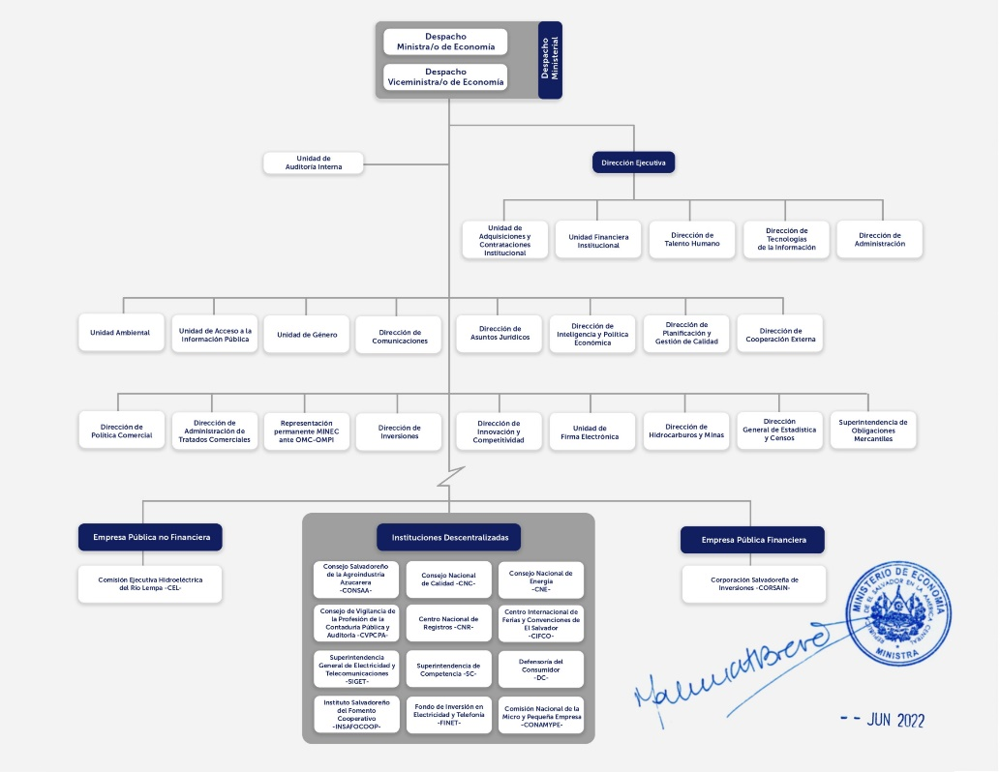 Despacho
Ministra/o de Economía
Despacho
Viceministra/o de Economía
Despacho
Ministerial
Unidad de
Auditoría Interna
Dirección Ejecutiva
Unidad de
Adquisiciones y
Contrataciones
Institucional
Unidad Financiera
Institucional
Dirección de
Talento Humano
Dirección de
Tecnologías
de la Información
Dirección de
Administración
Unidad Ambiental
Unidad de Acceso a la
Información Pública
Unidad de Género
Dirección de
Comunicaciones
Dirección de
Asuntos Jurídicos
Dirección de
Inteligencia y Política
Económica
Dirección de
Planificación y
Gestión de Calidad
Dirección de
Cooperación Externa
Dirección de
Política Comercial
Dirección de
Administración de
Tratados Comerciales
Representación
permanente MINEC
ante OMC-OMPI
Dirección de
Inversiones
Dirección de
Innovación y
Competitividad
Unidad de
Firma Electrónica
Dirección de
Hidrocarburos y Minas
Dirección
General de Estadística
y Censos
Superintendencia de
Obligaciones
Mercantiles
Empresa Pública no Financiera
Comisión Ejecutiva Hidroeléctrica
del Río Lempa -CEL-
Instituciones Descentralizadas
Consejo Salvadoreño
de la Agroindustria
Azucarera
-CONSAA-
Consejo Nacional
de Calidad -CNC-
Consejo Nacional de
Energía
-CNE-
Consejo de Vigilancia de
la Profesión de la
Contaduría Pública y
Auditoría -CVPCPA-
Centro Nacional de
Registros -CNR-
Centro Internacional de
Ferias y Convenciones de
El Salvador
-CIFCO-
Superintendencia
General de Electricidad y
Telecomunicaciones
-SIGET-
Superintendencia de
Competencia -SC-
Defensoría del
Consumidor
-DC-
Instituto Salvadoreño
del Fomento
Cooperativo
-INSAFOCOOP-
Fondo de Inversión en
Electricidad y Telefonía
-FINET-
Comisión Nacional de la
Micro y Pequeña Empresa
-CONAMYPE-
Empresa Pública Financiera
Corporación Salvadoreña de
Inversiones -CORSAIN-
MINISTERIO DE ECONOMIA
REPUBLICA DE EL SALVADOR EN LA AMERICA CENTRAL
MINISTRA
-- JUN 2022